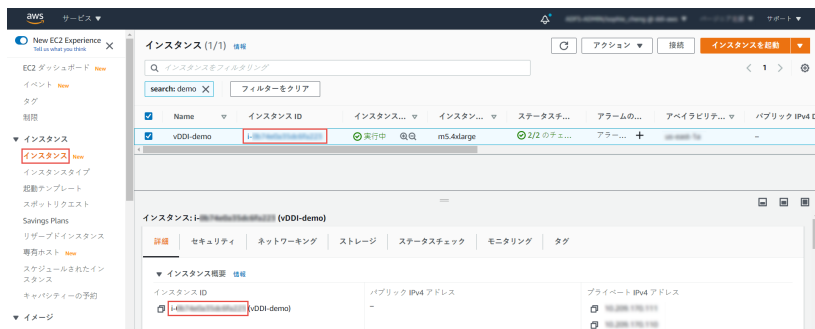 aws サービス ▼ サポート ▼
New EC2 Experience
Tell us what you think
EC2 ダッシュボード New
イベント New
タグ
制限
▼ インスタンス
インスタンス New
インスタンスタイプ
起動テンプレート
スポットリクエスト
Savings Plans
リザーブドインスタンス
専有ホスト New
スケジュールされたイン
スタンス
キャパシティーの予約
▼ イメージ
インスタンス (1/1) 情報
アクション ▼ 接続 インスタンスを起動 ▼
インスタンスをフィルタリング
1
search: demo フィルターをクリア
Name インスタンス ID インスタンス... インスタン... ステータスチ... アラームの... アベイラビリテ... パブリック IPv4 D
vDDI-demo i- 実行中 m5.4xlarge 2/2 のチェ... アラー... + –
インスタンス: i- (vDDI-demo)
詳細 セキュリティ ネットワーキング ストレージ ステータスチェック モニタリング タグ
▼ インスタンス概要 情報
インスタンス ID パブリック IPv4 アドレス プライベート IPv4 アドレス
(vDDI-demo) –